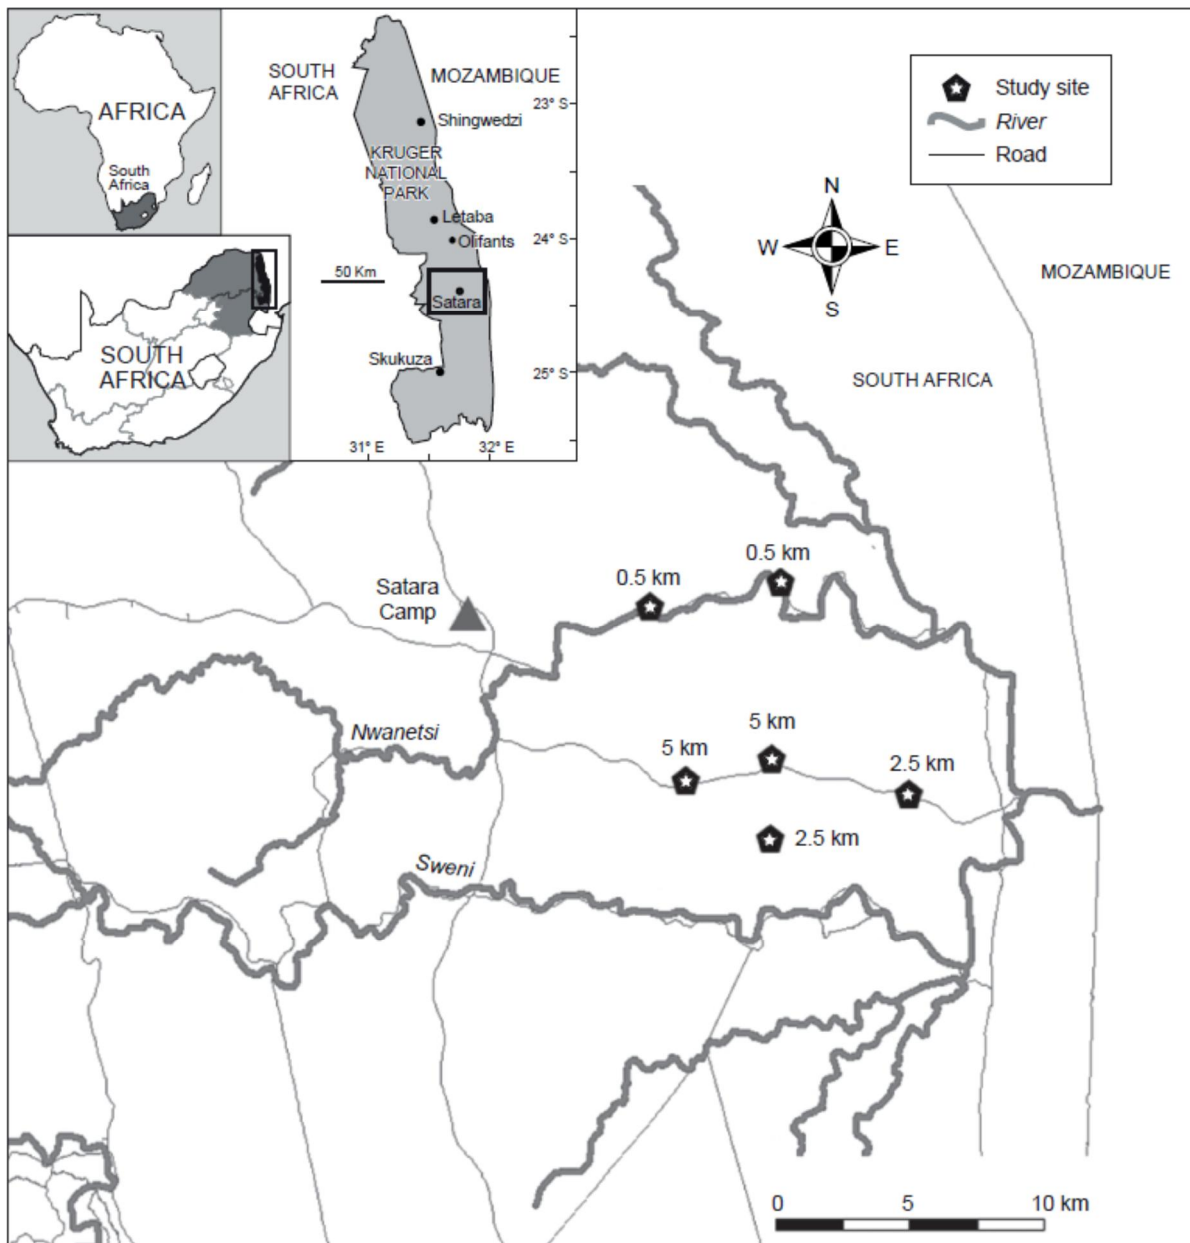 AFRICA
South
Africa
SOUTH
AFRICA
SOUTH
AFRICA
MOZAMBIQUE
23° S
Shingwedzi
KRUGER
NATIONAL
PARK
Letaba
24° S
Olifants
50 Km
Satara
Skukuza
25° S
31° E
32° E
Study site
River
Road
N
W
E
S
MOZAMBIQUE
SOUTH AFRICA
0.5 km
0.5 km
Satara
Camp
Nwanetsi
5 km
5 km
2.5 km
2.5 km
Sweni
0
5
10 km